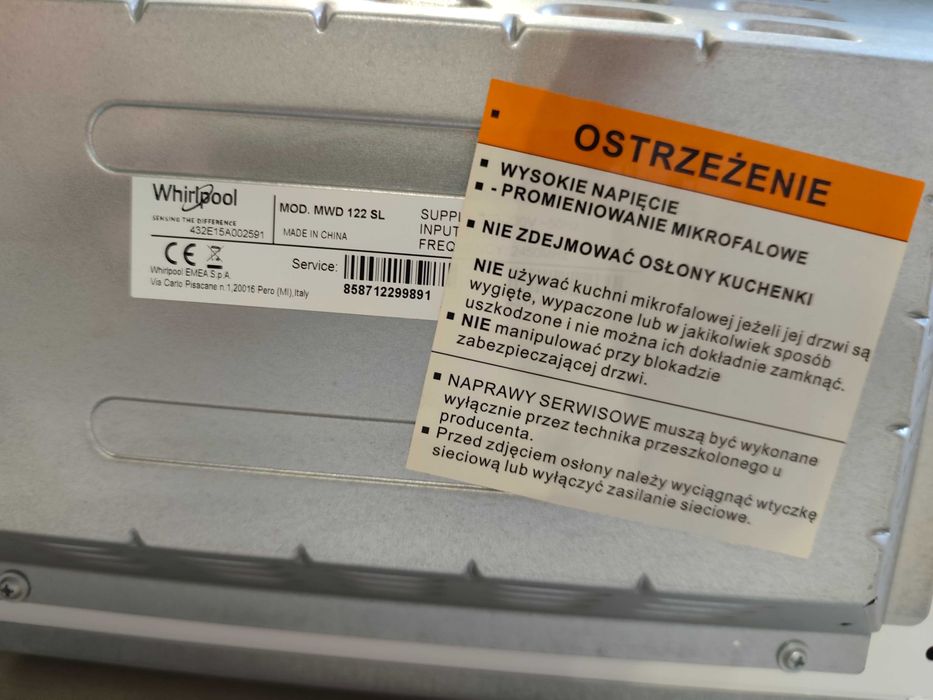 Whirlpool
SENSING THE DIFFERENCE
432E15A002591
MOD. MWD 122 SL
MADE IN CHINA
SUPPL
INPUT
FREQ
CE
Whirlpool EMEA S.p.A.
Via Carlo Pisacane n.1,20016 Pero (MI),Italy
Service:
858712299891
OSTRZEŻENIE
WYSOKIE NAPIĘCIE
- PROMIENIOWANIE MIKROFALOWE
NIE ZDEJMOWAĆ OSŁONY KUCHENKI
NIE używać kuchni mikrofalowej jeżeli jej drzwi są
wygięte, wypaczone lub w jakikolwiek sposób
uszkodzone i nie można ich dokładnie zamknąć.
NIE manipulować przy blokadzie
zabezpieczającej drzwi.
NAPRAWY SERWISOWE muszą być wykonane
wyłącznie przez technika przeszkolonego u
producenta.
Przed zdjęciem osłony należy wyciągnąć wtyczkę
sieciową lub wyłączyć zasilanie sieciowe.